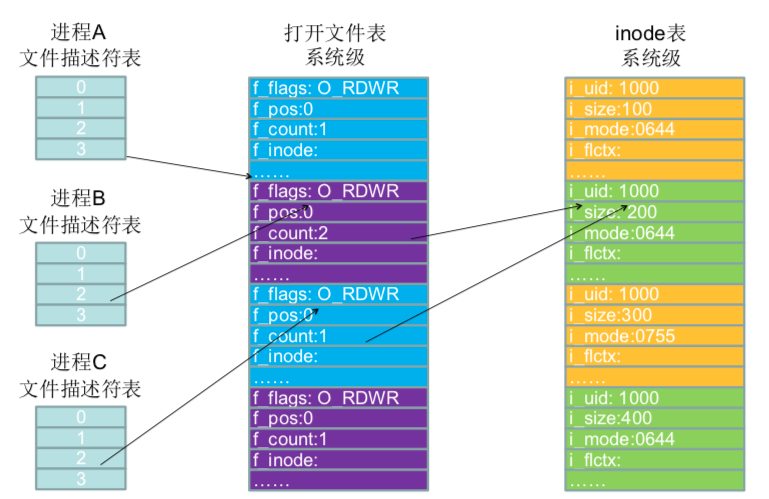 进程A
文件描述符表
0
1
2
3
进程B
文件描述符表
0
1
2
3
进程C
文件描述符表
0
1
2
3
打开文件表
系统级
f_flags: O_RDWR
f_pos:0
f_count:1
f_inode:
……
f_flags: O_RDWR
f_pos:0
f_count:2
f_inode:
……
f_flags: O_RDWR
f_pos:0
f_count:1
f_inode:
……
f_flags: O_RDWR
f_pos:0
f_count:1
f_inode:
……
inode表
系统级
i_uid: 1000
i_size:100
i_mode:0644
i_flctx:
……
i_uid: 1000
i_size: 200
i_mode:0644
i_flctx:
……
i_uid: 1000
i_size:300
i_mode:0755
i_flctx:
……
i_uid: 1000
i_size:400
i_mode:0644
i_flctx:
……